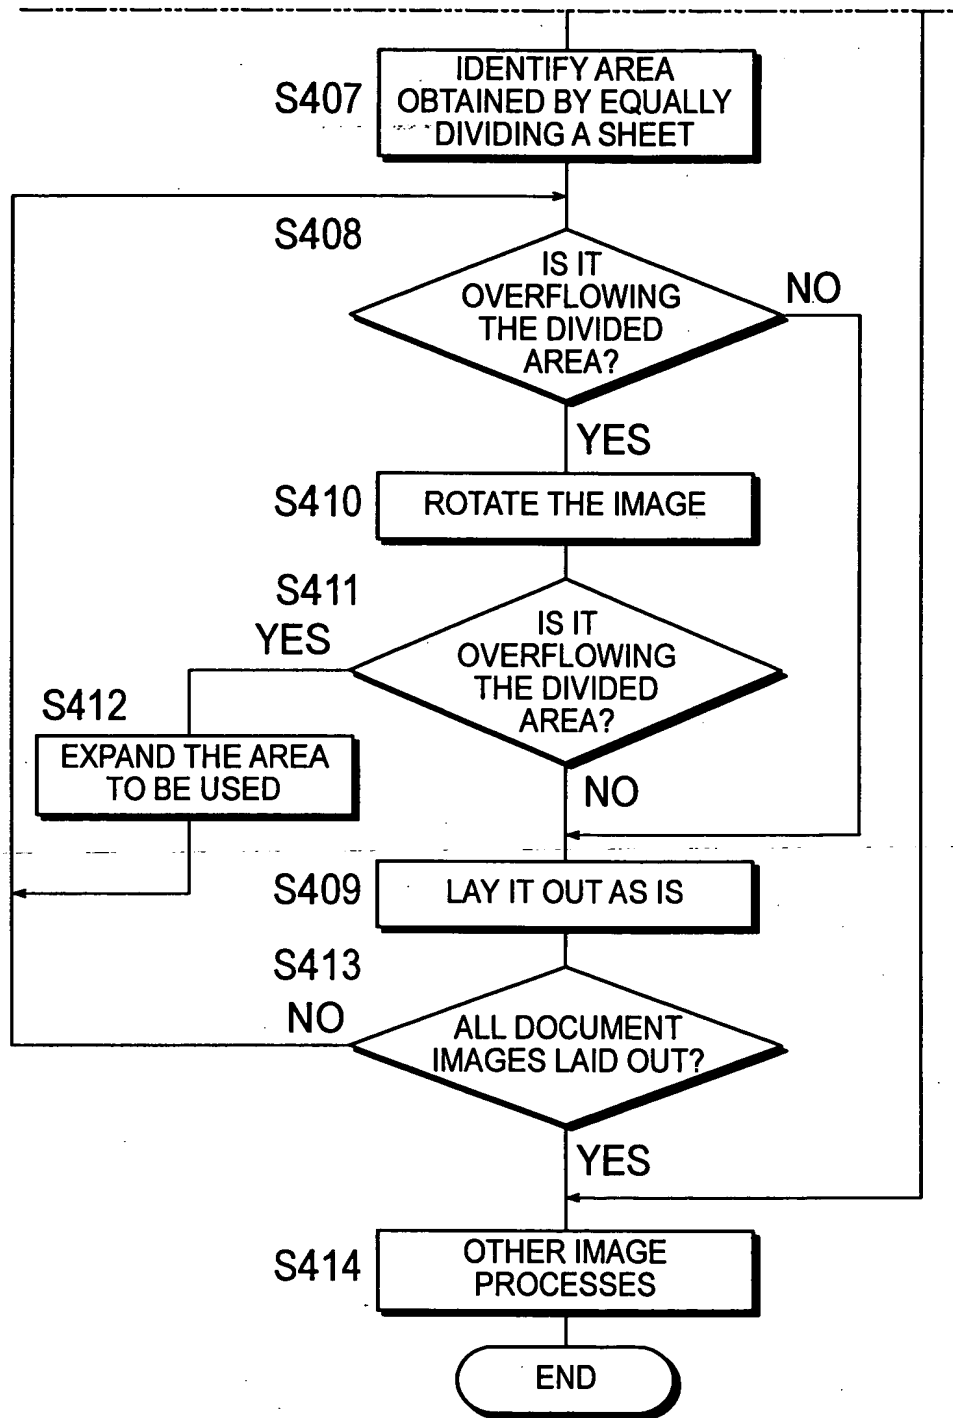 S407
IDENTIFY AREA
OBTAINED BY EQUALLY
DIVIDING A SHEET
S408
IS IT
OVERFLOWING
THE DIVIDED
AREA?
NO
YES
S410
ROTATE THE IMAGE
S411
YES
IS IT
OVERFLOWING
THE DIVIDED
AREA?
S412
EXPAND THE AREA
TO BE USED
NO
S409
LAY IT OUT AS IS
S413
NO
ALL DOCUMENT
IMAGES LAID OUT?
YES
S414
OTHER IMAGE
PROCESSES
END